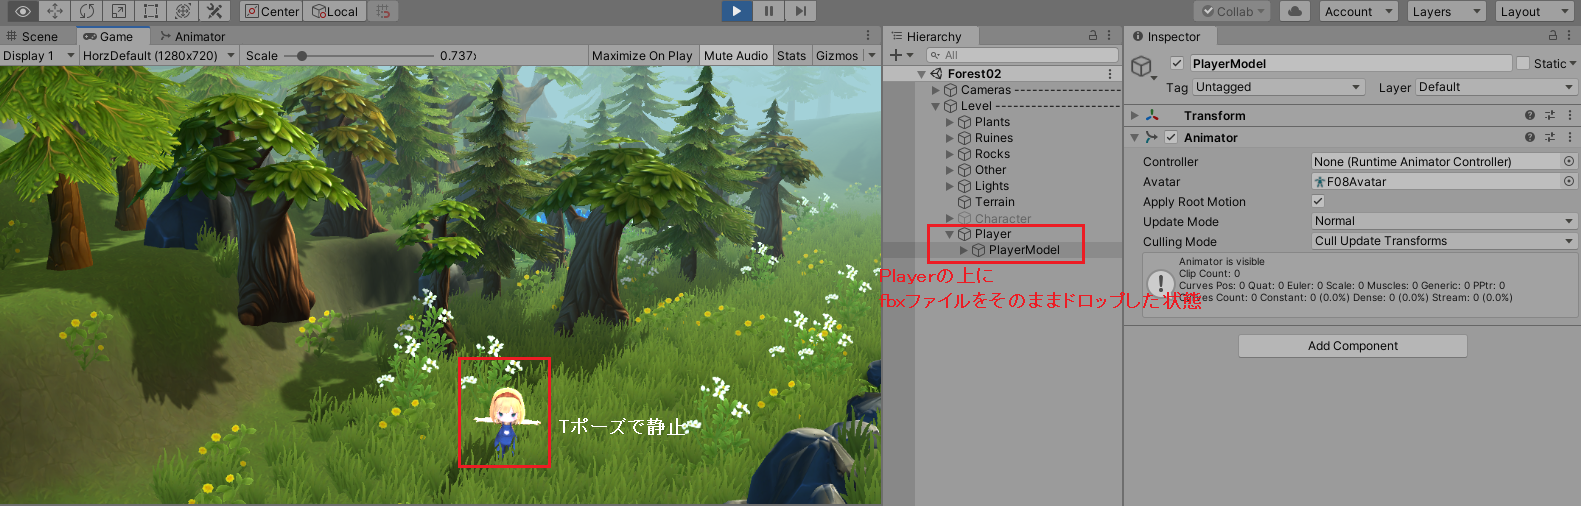 Center
Local
Collab
Account
Layers
Layout
Scene
Game
Animator
Display 1
HorzDefault (1280x720)
Scale
0.737x
Maximize On Play
Mute Audio
Stats
Gizmos
Tポーズで静止
Hierarchy
All
Forest02
Cameras -------------------
Level -----------------------
Plants
Ruines
Rocks
Other
Lights
Terrain
Character
Player
PlayerModel
Playerの上に
fbxファイルをそのままドロップした状態
Inspector
PlayerModel
Static
Tag Untagged
Layer Default
Transform
Animator
Controller None (Runtime Animator Controller)
Avatar F08Avatar
Apply Root Motion
Update Mode Normal
Culling Mode Cull Update Transforms
Animator is visible
Clip Count: 0
Curves Pos: 0 Quat: 0 Euler: 0 Scale: 0 Muscles: 0 Generic: 0 PPtr: 0
Curves Count: 0 Constant: 0 (0.0%) Dense: 0 (0.0%) Stream: 0 (0.0%)
Add Component